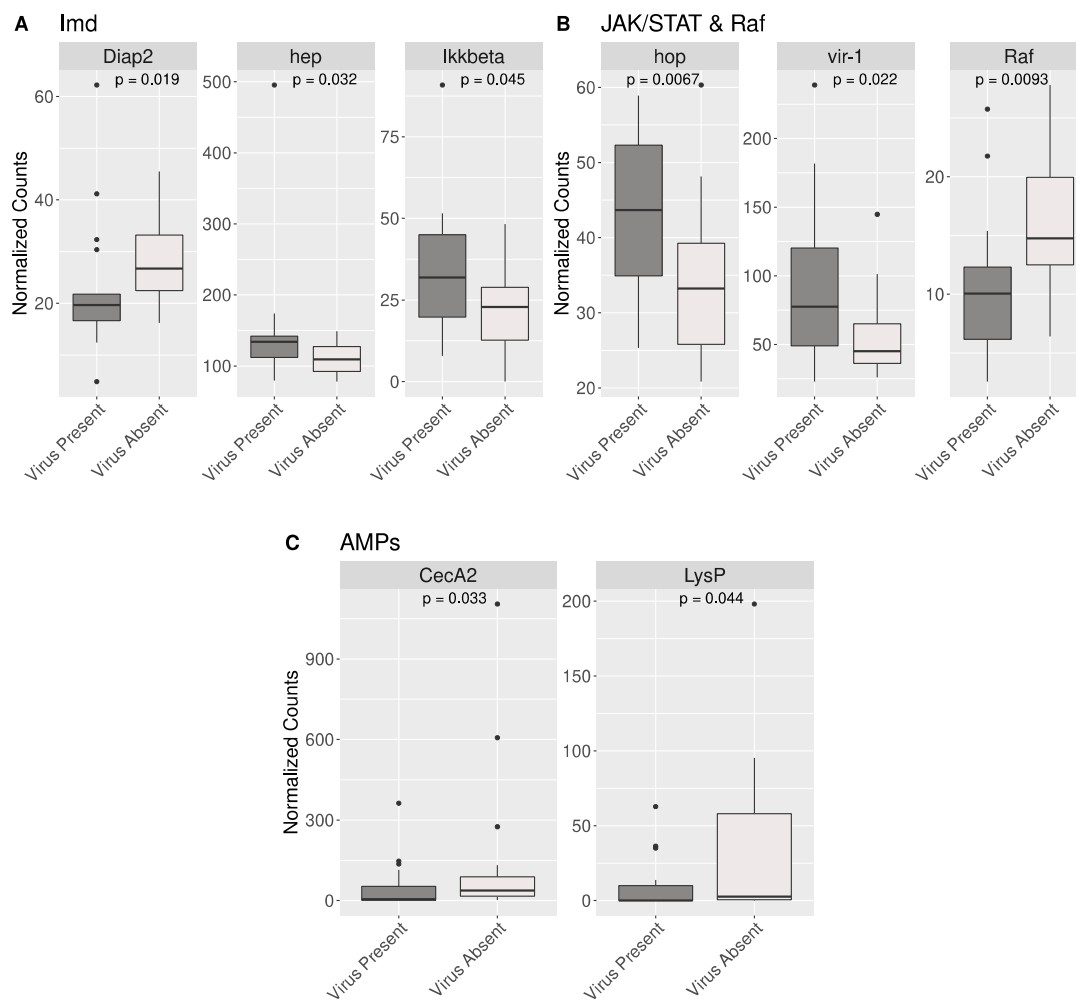 A Imd
B JAK/STAT & Raf
Diap2 hep Ikkbeta hop vir-1 Raf
p = 0.019 p = 0.032 p = 0.045 p = 0.0067 p = 0.022 p = 0.0093
Normalized Counts
60
40
20
500
400
300
200
100
75
50
25
0
Normalized Counts
60
50
40
30
20
200
150
100
50
20
10
Virus Present Virus Absent Virus Present Virus Absent Virus Present Virus Absent Virus Present Virus Absent Virus Present Virus Absent Virus Present Virus Absent
C AMPs
CecA2 LysP
p = 0.033 p = 0.044
Normalized Counts
900
600
300
0
200
150
100
50
0
Virus Present Virus Absent Virus Present Virus Absent